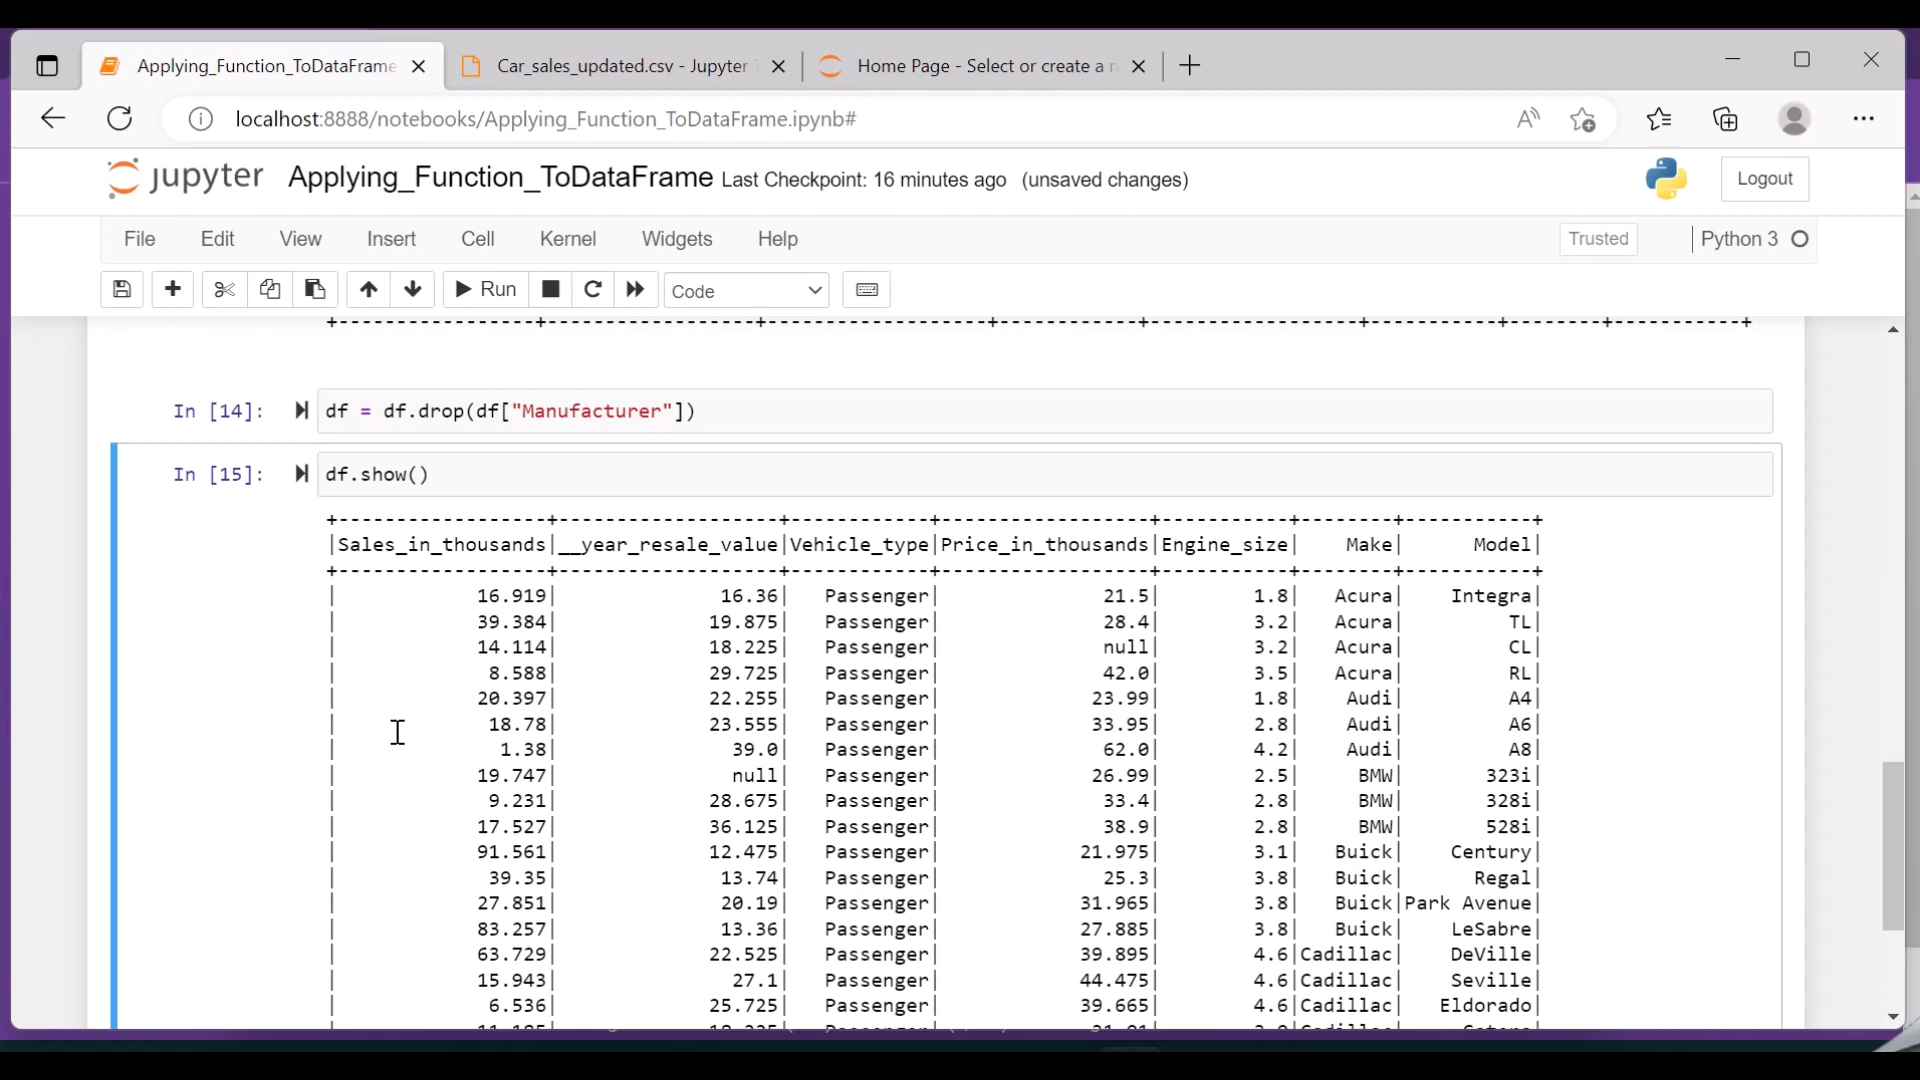 Applying_Function_ToDataFrame
Car_sales_updated.csv - Jupyter
Home Page - Select or create a n
localhost:8888/notebooks/Applying_Function_ToDataFrame.ipynb#
jupyter Applying_Function_ToDataFrame Last Checkpoint: 16 minutes ago (unsaved changes)
Logout
File Edit View Insert Cell Kernel Widgets Help
Trusted
Python 3
Run
Code
+-----------------+------------------+-------------------+------------+------------------+-----------+--------+-----------+
In [14]: df = df.drop(df["Manufacturer"])
In [15]: df.show()
+------------------+-------------------+------------+------------------+-----------+--------+-----------+
|Sales_in_thousands|__year_resale_value|Vehicle_type|Price_in_thousands|Engine_size|    Make|      Model|
+------------------+-------------------+------------+------------------+-----------+--------+-----------+
|            16.919|              16.36|   Passenger|              21.5|        1.8|   Acura|    Integra|
|            39.384|             19.875|   Passenger|              28.4|        3.2|   Acura|         TL|
|            14.114|             18.225|   Passenger|              null|        3.2|   Acura|         CL|
|             8.588|             29.725|   Passenger|              42.0|        3.5|   Acura|         RL|
|            20.397|             22.255|   Passenger|             23.99|        1.8|    Audi|         A4|
|             18.78|             23.555|   Passenger|             33.95|        2.8|    Audi|         A6|
|              1.38|               39.0|   Passenger|              62.0|        4.2|    Audi|         A8|
|            19.747|               null|   Passenger|             26.99|        2.5|     BMW|       323i|
|             9.231|             28.675|   Passenger|              33.4|        2.8|     BMW|       328i|
|            17.527|             36.125|   Passenger|              38.9|        2.8|     BMW|       528i|
|            91.561|             12.475|   Passenger|            21.975|        3.1|   Buick|    Century|
|             39.35|              13.74|   Passenger|              25.3|        3.8|   Buick|      Regal|
|            27.851|              20.19|   Passenger|            31.965|        3.8|   Buick|Park Avenue|
|            83.257|              13.36|   Passenger|            27.885|        3.8|   Buick|    LeSabre|
|            63.729|             22.525|   Passenger|            39.895|        4.6|Cadillac|    DeVille|
|            15.943|               27.1|   Passenger|            44.475|        4.6|Cadillac|    Seville|
|             6.536|             25.725|   Passenger|            39.665|        4.6|Cadillac|   Eldorado|